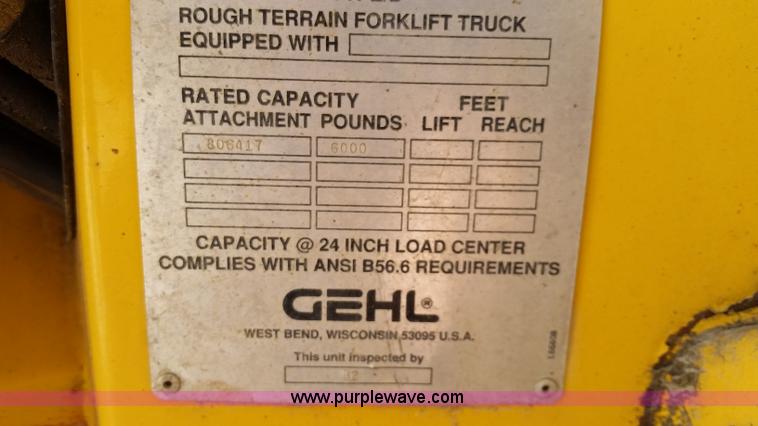 ROUGH TERRAIN FORKLIFT TRUCK
EQUIPPED WITH
RATED CAPACITY FEET
ATTACHMENT POUNDS LIFT REACH
806417 6000
CAPACITY @ 24 INCH LOAD CENTER
COMPLIES WITH ANSI B56.6 REQUIREMENTS
GEHL®
WEST BEND, WISCONSIN 53095 U.S.A.
This unit inspected by
www.purplewave.com